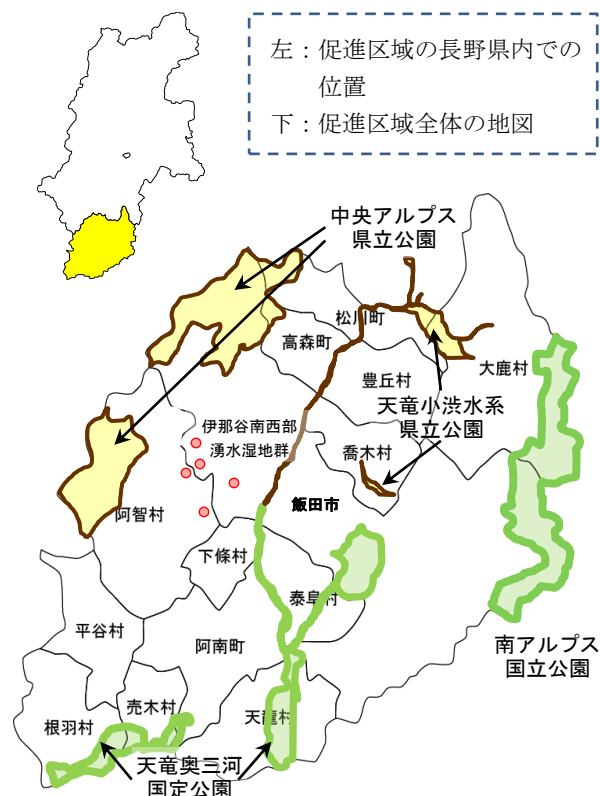 左：促進区域の長野県内での
位置
下：促進区域全体の地図
中央アルプス
県立公園
松川町
高森町
大鹿村
豊丘村
天竜小渋水系
県立公園
伊那谷南西部
湧水湿地群
喬木村
飯田市
阿智村
下條村
泰阜村
平谷村
阿南町
南アルプス
国立公園
売木村
天龍村
根羽村
天竜奥三河
国定公園